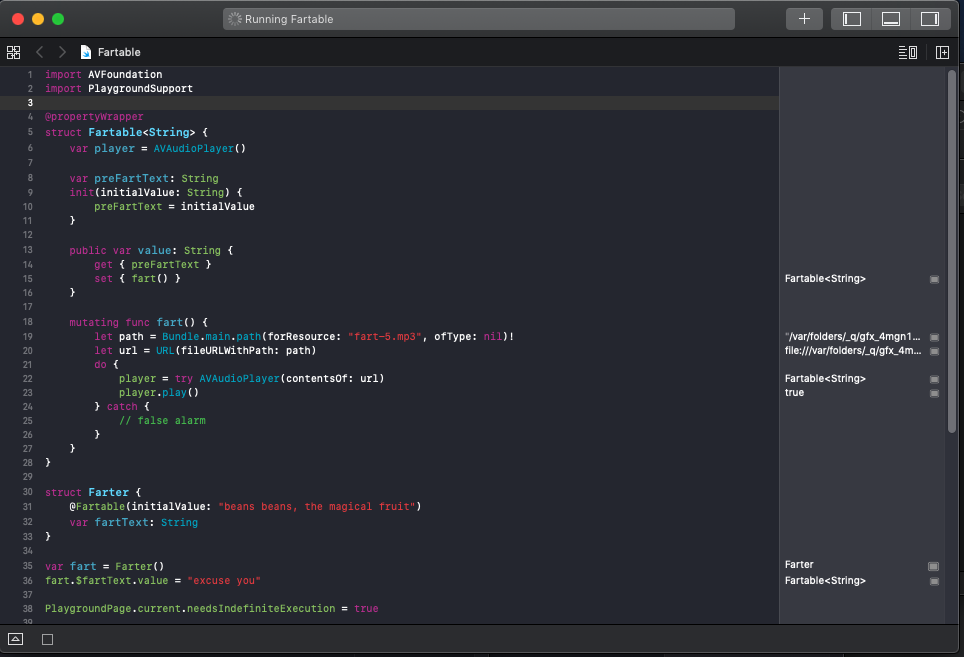 Running Fartable
Fartable
1 import AVFoundation
2 import PlaygroundSupport
3
4 @propertyWrapper
5 struct Fartable<String> {
6 var player = AVAudioPlayer()
7
8 var preFartText: String
9 init(initialValue: String) {
10 preFartText = initialValue
11 }
12
13 public var value: String {
14 get { preFartText }
15 set { fart() } Fartable<String>
16 }
17
18 mutating func fart() {
19 let path = Bundle.main.path(forResource: "fart-5.mp3", ofType: nil)! "/var/folders/_q/gfx_4mgn1...
20 let url = URL(fileURLWithPath: path) file:///var/folders/_q/gfx_4m...
21 do {
22 player = try AVAudioPlayer(contentsOf: url) Fartable<String>
23 player.play() true
24 } catch {
25 // false alarm
26 }
27 }
28 }
29
30 struct Farter {
31 @Fartable(initialValue: "beans beans, the magical fruit")
32 var fartText: String
33 }
34
35 var fart = Farter() Farter
36 fart.$fartText.value = "excuse you" Fartable<String>
37
38 PlaygroundPage.current.needsIndefiniteExecution = true
39